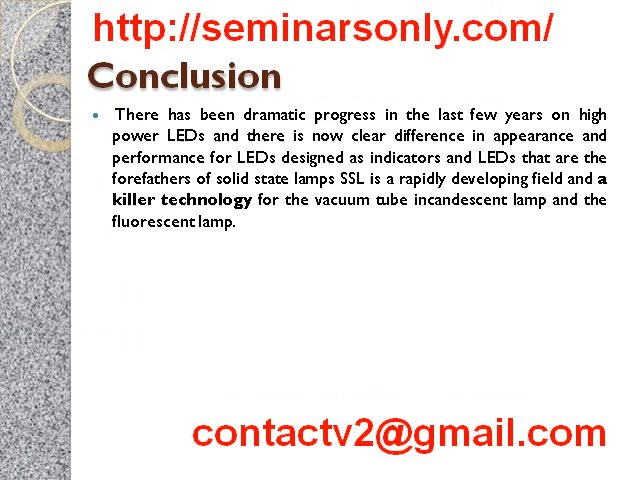 http://seminarsonly.com/
Conclusion
• There has been dramatic progress in the last few years on high
power LEDs and there is now clear difference in appearance and
performance for LEDs designed as indicators and LEDs that are the
forefathers of solid state lamps SSL is a rapidly developing field and a
killer technology for the vacuum tube incandescent lamp and the
fluorescent lamp.
contactv2@gmail.com